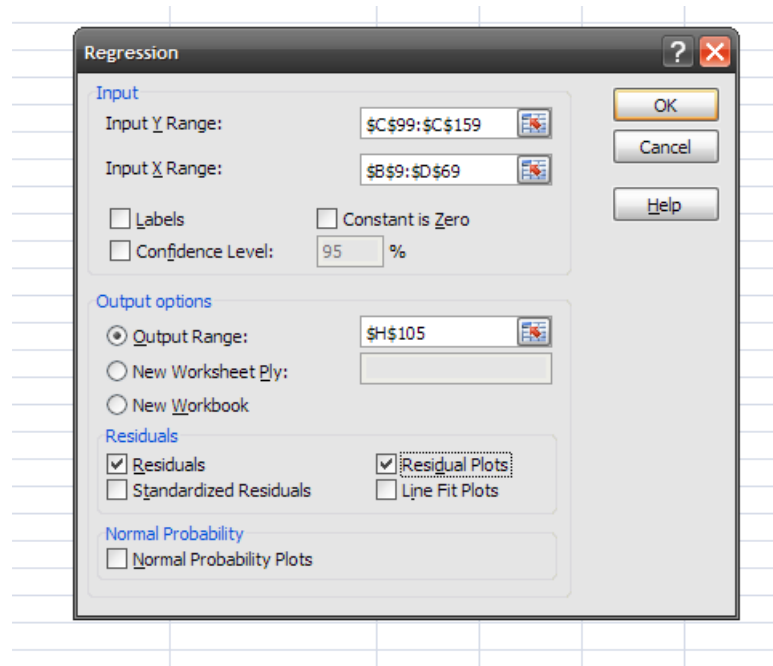 Regression
?
Input
Input Y Range: $C$99:$C$159
Input X Range: $B$9:$D$69
Labels Constant is Zero
Confidence Level: 95 %
OK
Cancel
Help
Output options
Output Range: $H$105
New Worksheet Ply:
New Workbook
Residuals
Residuals Residual Plots
Standardized Residuals Line Fit Plots
Normal Probability
Normal Probability Plots